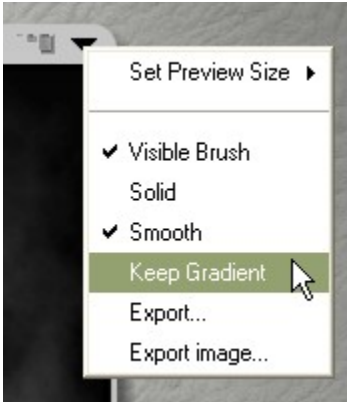 Set Preview Size
Visible Brush
Solid
Smooth
Keep Gradient
Export...
Export image...